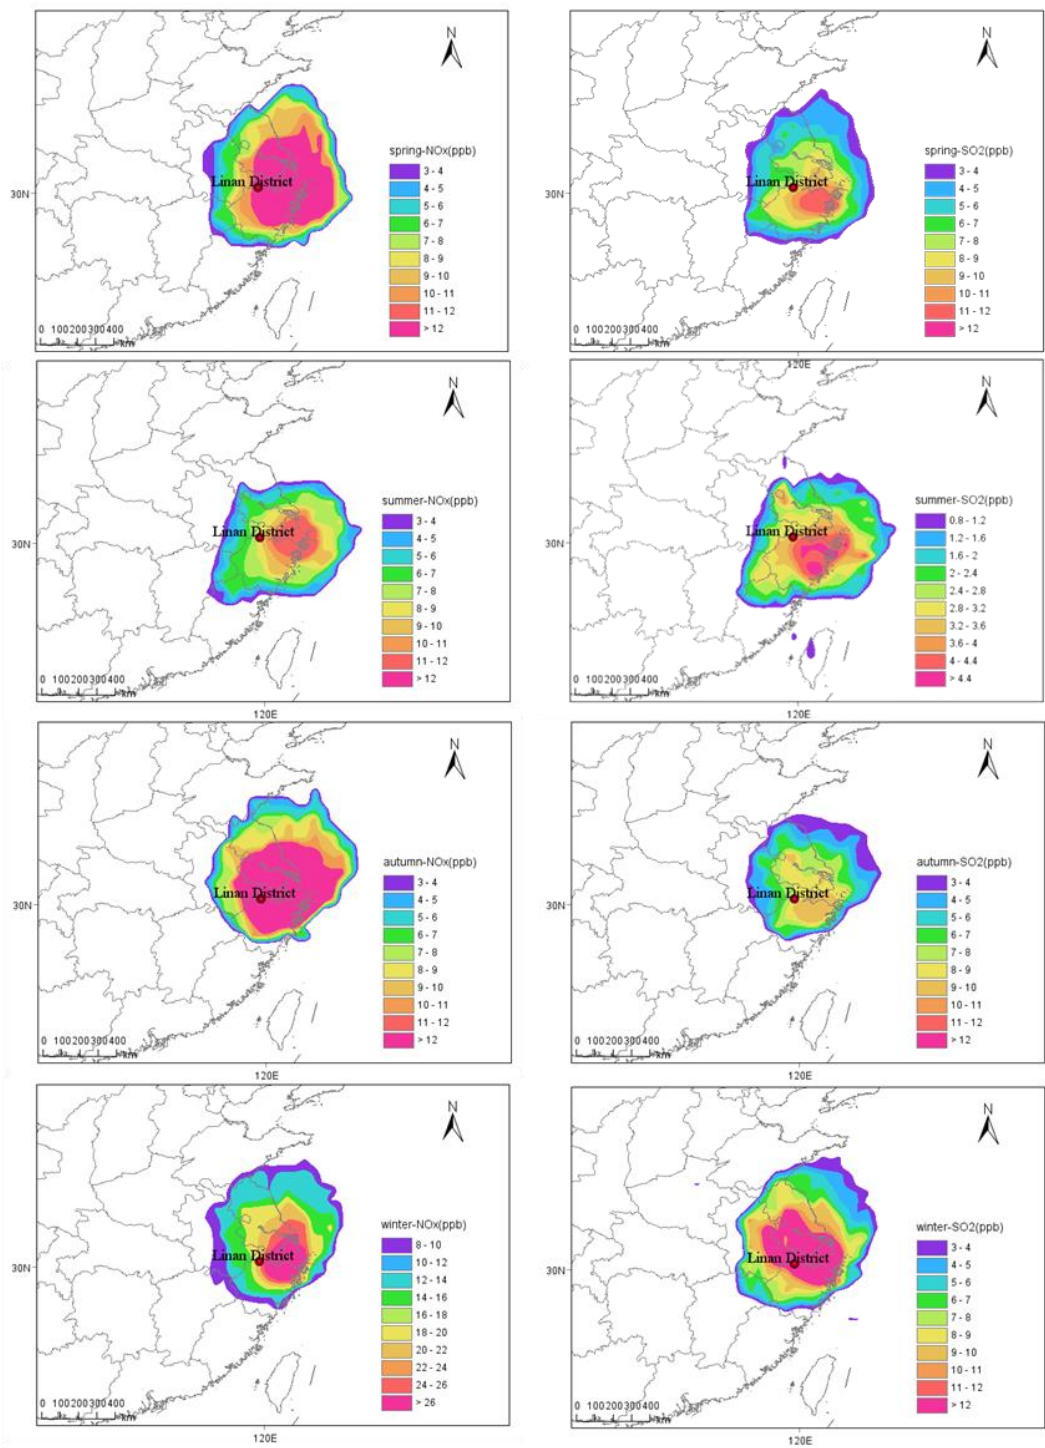 N
spring-NOx(ppb)
3 - 4
4 - 5
5 - 6
6 - 7
7 - 8
8 - 9
9 - 10
10 - 11
11 - 12
> 12
Linan District
30N
0 100200300400
km
N
spring-SO2(ppb)
3 - 4
4 - 5
5 - 6
6 - 7
7 - 8
8 - 9
9 - 10
10 - 11
11 - 12
> 12
Linan District
30N
0 100200300400
km
120E
N
summer-NOx(ppb)
3 - 4
4 - 5
5 - 6
6 - 7
7 - 8
8 - 9
9 - 10
10 - 11
11 - 12
> 12
Linan District
30N
0 100200300400
km
120E
N
summer-SO2(ppb)
0.8 - 1.2
1.2 - 1.6
1.6 - 2
2 - 2.4
2.4 - 2.8
2.8 - 3.2
3.2 - 3.6
3.6 - 4
4 - 4.4
> 4.4
Linan District
30N
0 100200300400
km
120E
N
autumn-NOx(ppb)
3 - 4
4 - 5
5 - 6
6 - 7
7 - 8
8 - 9
9 - 10
10 - 11
11 - 12
> 12
Linan District
30N
0 100200300400
km
120E
N
autumn-SO2(ppb)
3 - 4
4 - 5
5 - 6
6 - 7
7 - 8
8 - 9
9 - 10
10 - 11
11 - 12
> 12
Linan District
30N
0 100200300400
km
120E
N
winter-NOx(ppb)
8 - 10
10 - 12
12 - 14
14 - 16
16 - 18
18 - 20
20 - 22
22 - 24
24 - 26
> 26
Linan District
30N
0 100200300400
km
120E
N
winter-SO2(ppb)
3 - 4
4 - 5
5 - 6
6 - 7
7 - 8
8 - 9
9 - 10
10 - 11
11 - 12
> 12
Linan District
30N
0 100200300400
km
120E